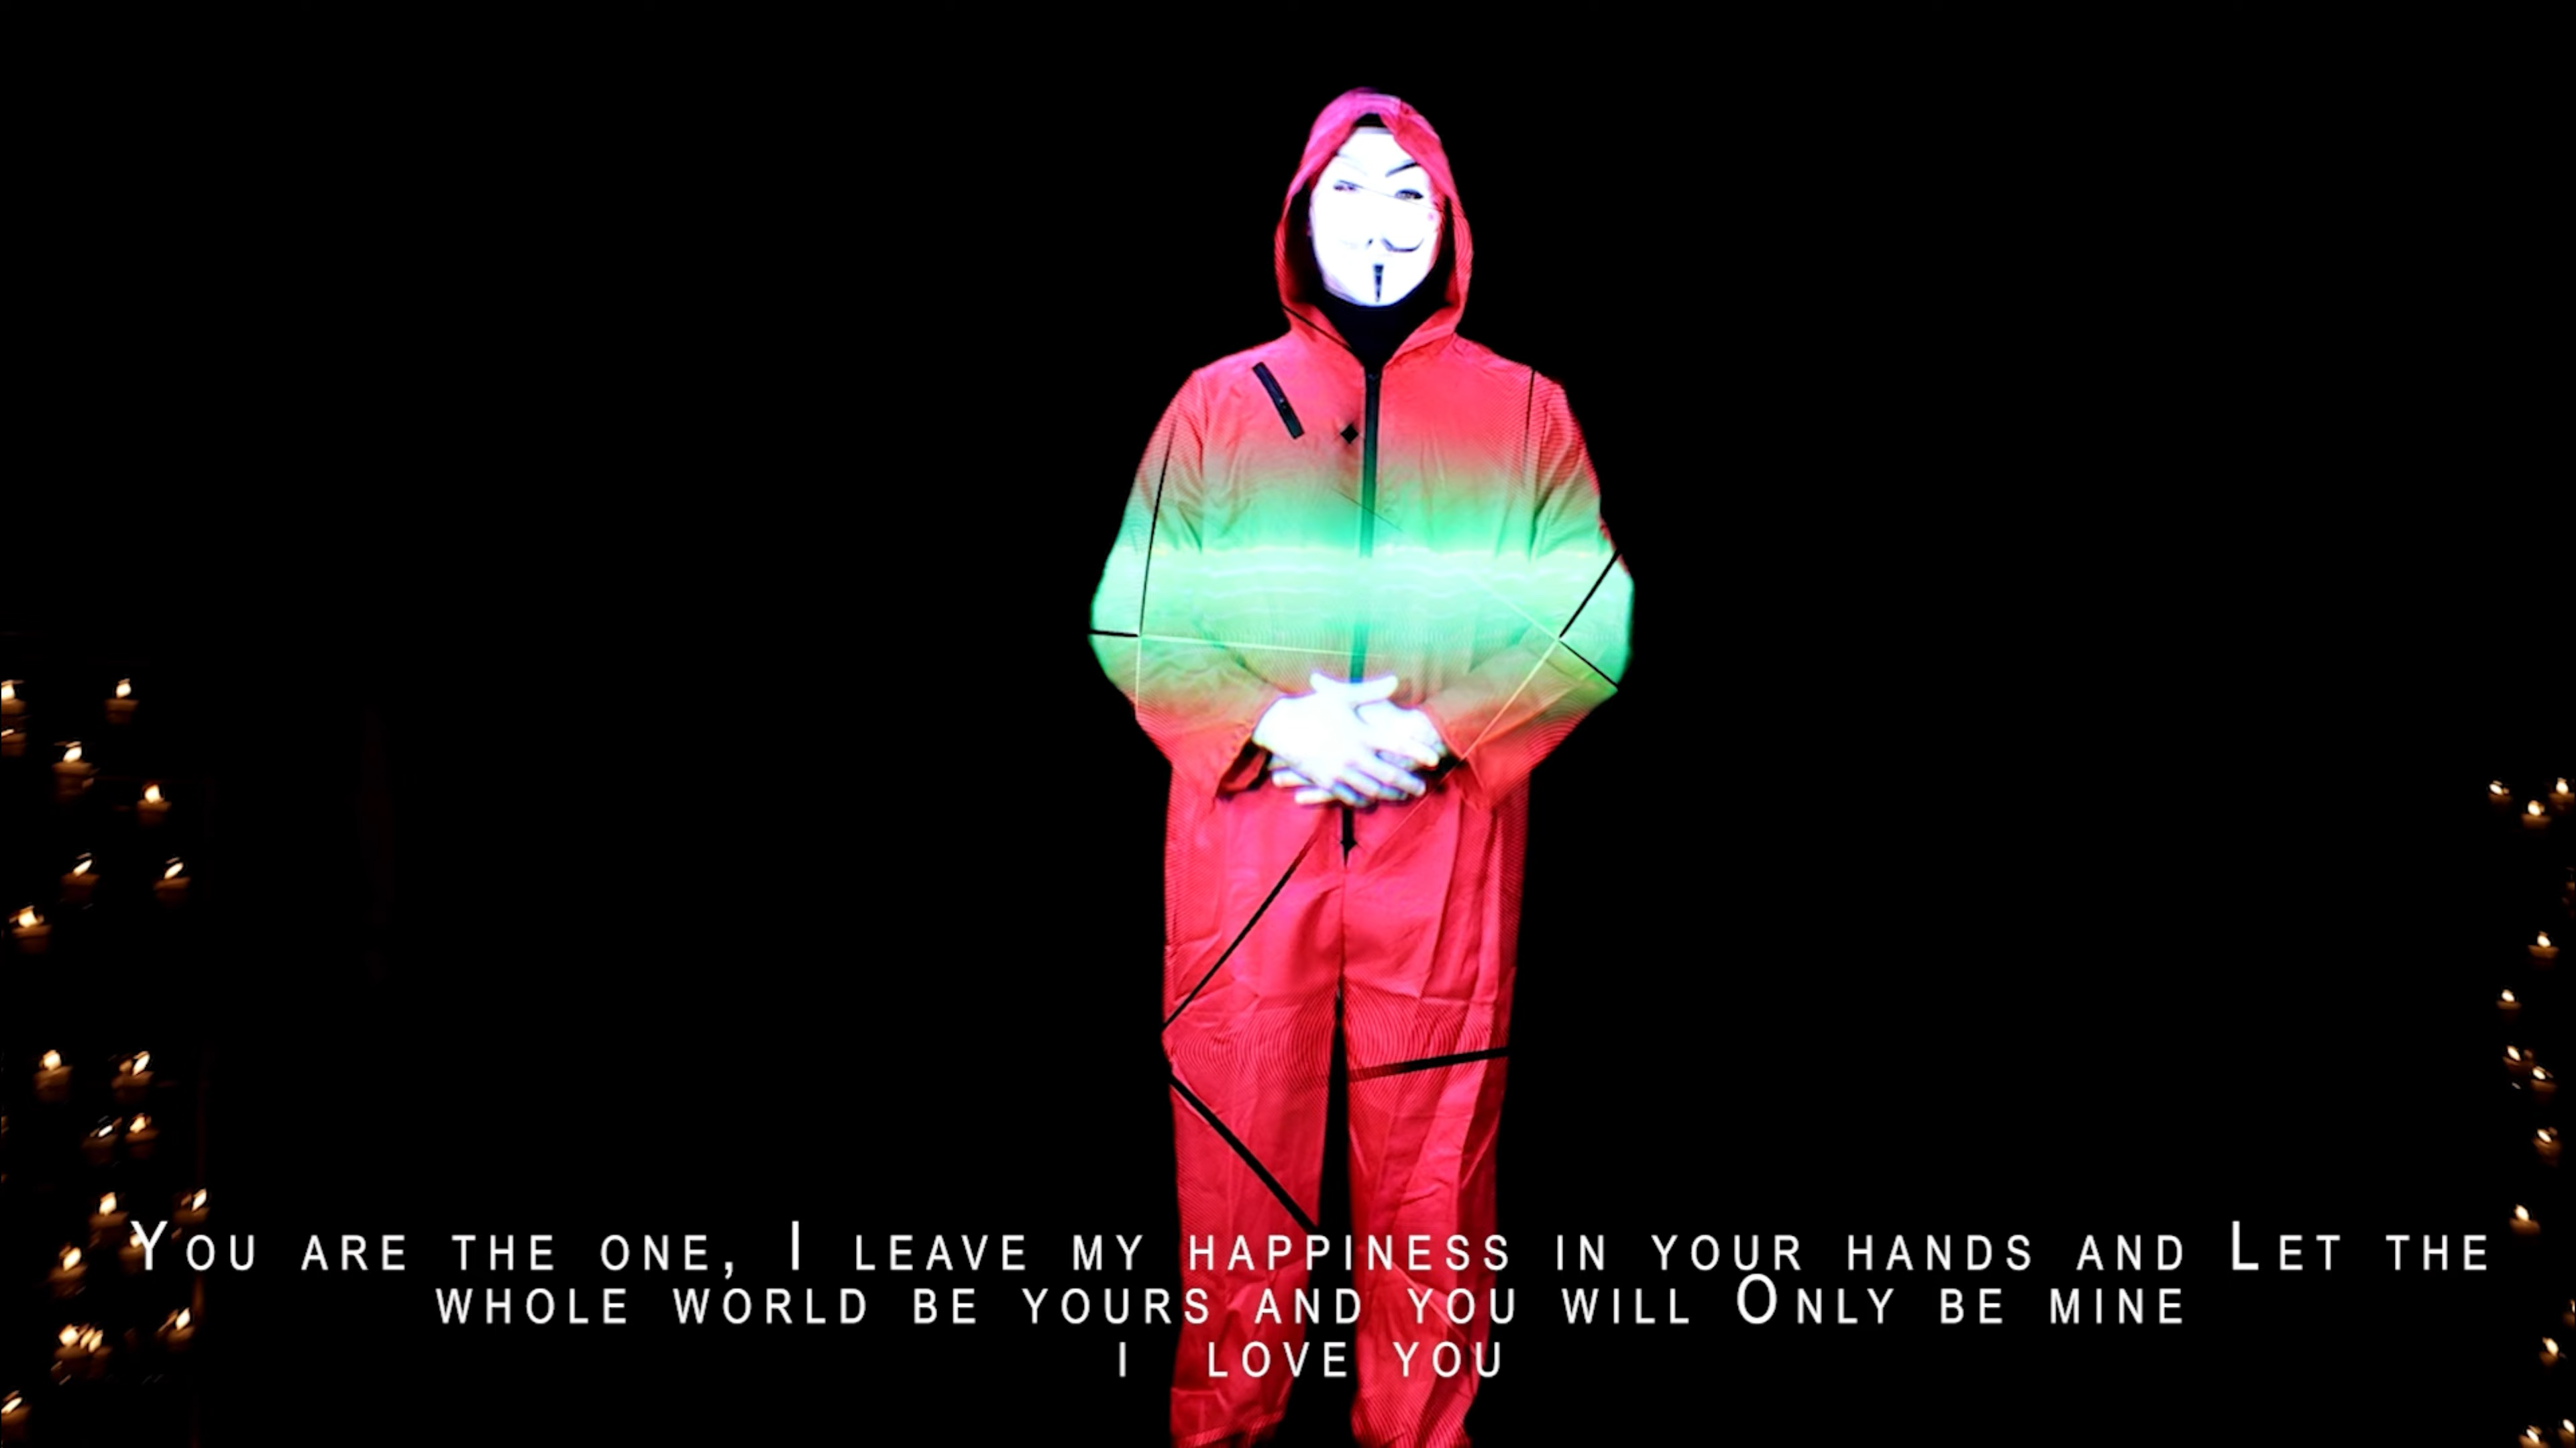 You are the one, I leave my happiness in your hands and Let the
whole world be yours and you will Only be mine
i love you